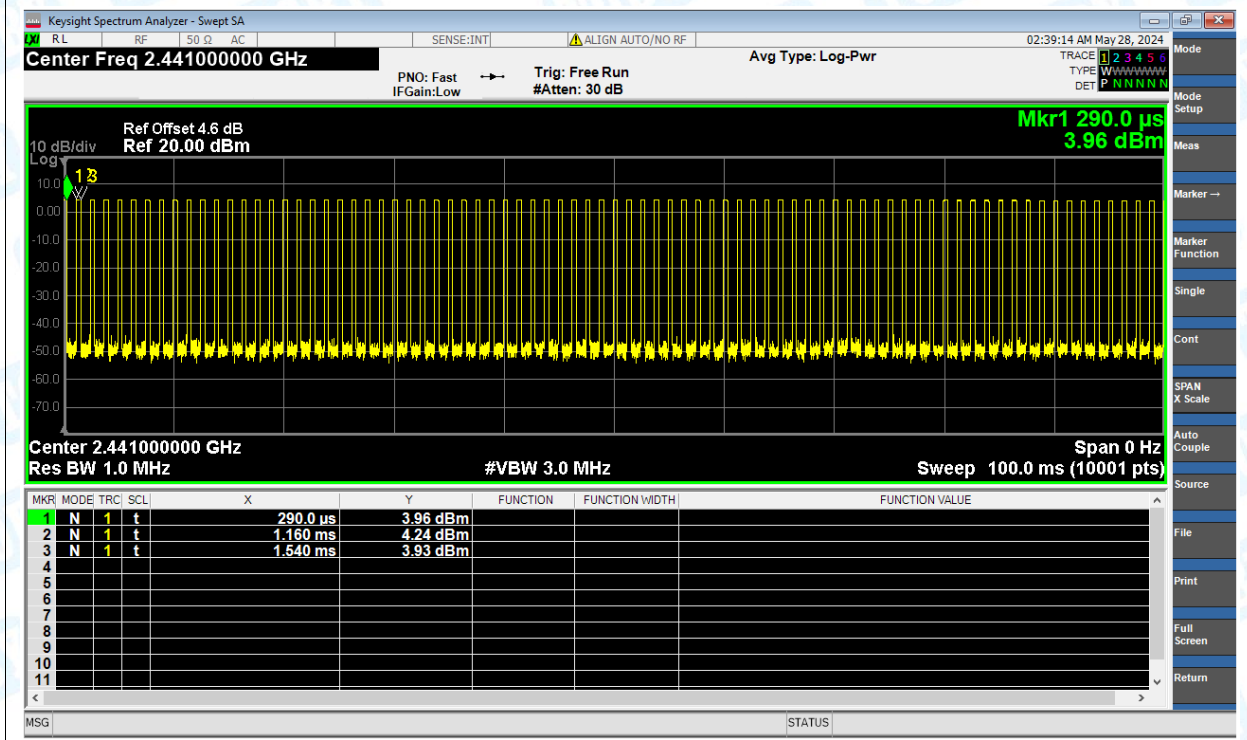 Keysight Spectrum Analyzer - Swept SA
LXI RL RF 50 Ω AC SENSE:INT ALIGN AUTO/NO RF 02:39:14 AM May 28, 2024
Center Freq 2.441000000 GHz
PNO: Fast
IFGain:Low
Trig: Free Run
#Atten: 30 dB
Avg Type: Log-Pwr
TRACE 1 2 3 4 5 6
TYPE WWWWWWW
DET P N N N N N
Ref Offset 4.6 dB
10 dB/div Ref 20.00 dBm
Log
Mkr1 290.0 µs
3.96 dBm
1 2 3
10.0
0.00
-10.0
-20.0
-30.0
-40.0
-50.0
-60.0
-70.0
Center 2.441000000 GHz Span 0 Hz
Res BW 1.0 MHz #VBW 3.0 MHz Sweep 100.0 ms (10001 pts)
MKR MODE TRC SCL X Y FUNCTION FUNCTION WIDTH FUNCTION VALUE
1 N 1 t 290.0 µs 3.96 dBm
2 N 1 t 1.160 ms 4.24 dBm
3 N 1 t 1.540 ms 3.93 dBm
4
5
6
7
8
9
10
11
MSG STATUS
Mode
Mode
Setup
Meas
Marker →
Marker
Function
Single
Cont
SPAN
X Scale
Auto
Couple
Source
File
Print
Full
Screen
Return